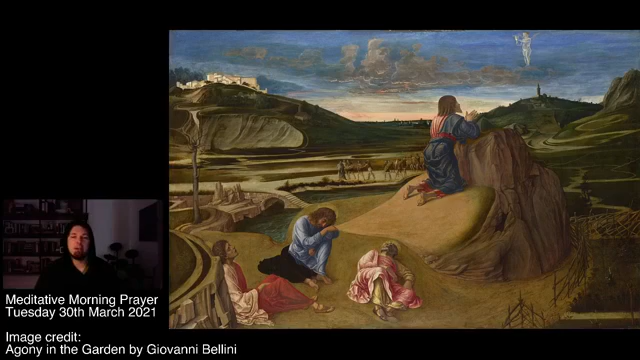 Meditative Morning Prayer
Tuesday 30th March 2021
Image credit:
Agony in the Garden by Giovanni Bellini